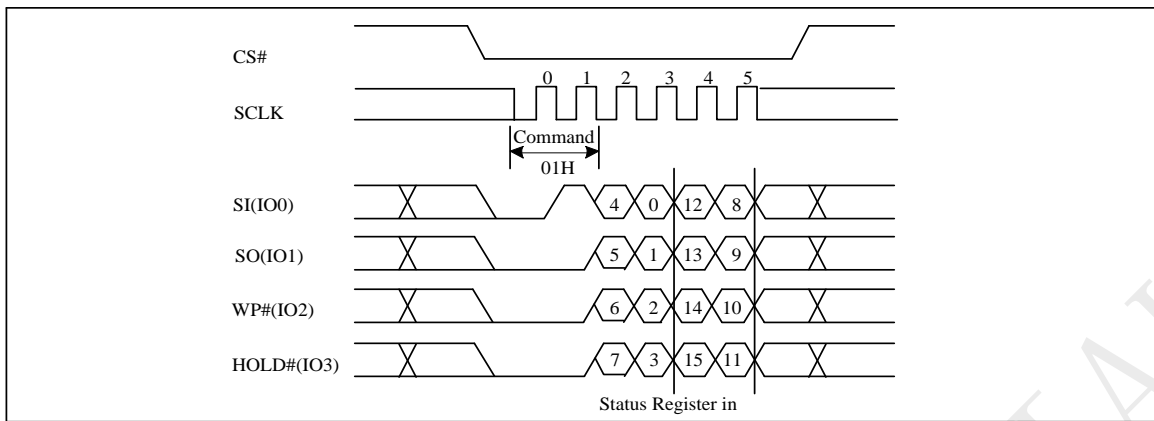 CS#
0 1 2 3 4 5
SCLK
Command
01H
SI(IO0) 4 0 12 8
SO(IO1) 5 1 13 9
WP#(IO2) 6 2 14 10
HOLD#(IO3) 7 3 15 11
Status Register in